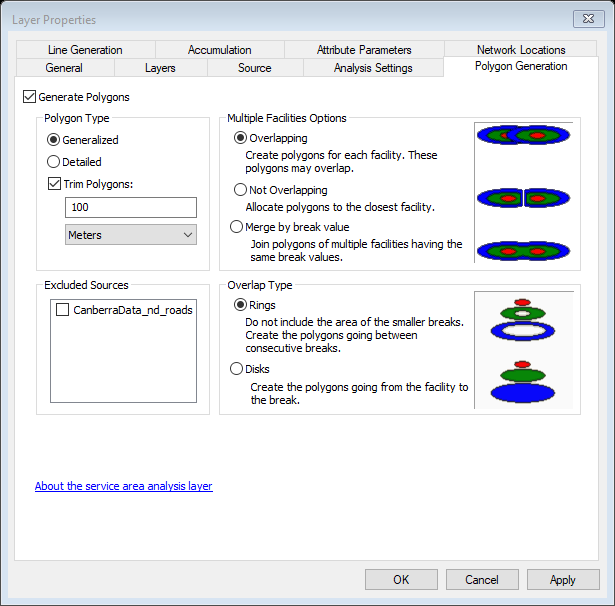 Layer Properties
Line Generation
Accumulation
Attribute Parameters
Network Locations
General
Layers
Source
Analysis Settings
Polygon Generation
Generate Polygons
Polygon Type
Generalized
Detailed
Trim Polygons:
100
Meters
Multiple Facilities Options
Overlapping
Create polygons for each facility. These
polygons may overlap.
Not Overlapping
Allocate polygons to the closest facility.
Merge by break value
Join polygons of multiple facilities having the
same break values.
Excluded Sources
CanberraData_nd_roads
Overlap Type
Rings
Do not include the area of the smaller breaks.
Create the polygons going between
consecutive breaks.
Disks
Create the polygons going from the facility to
the break.
About the service area analysis layer
OK
Cancel
Apply